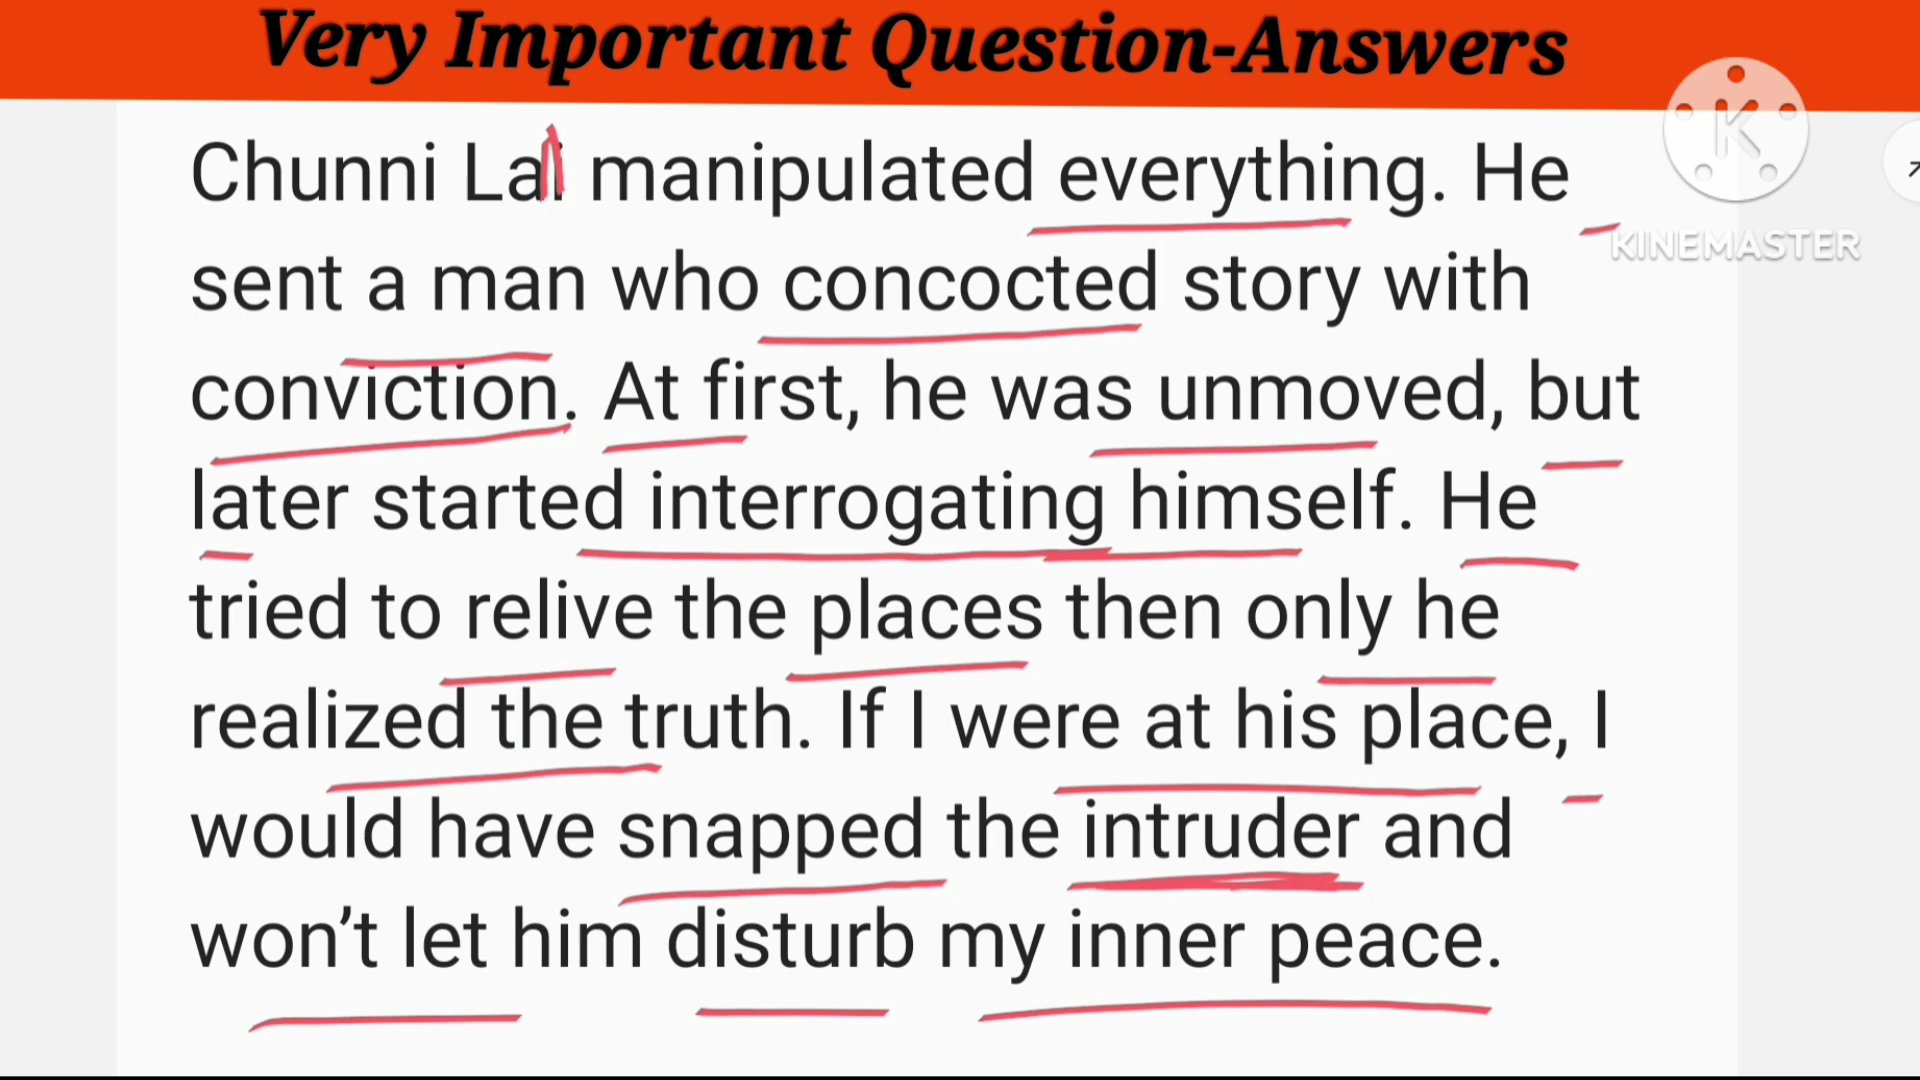 Very Important Question-Answers
Chunni Lal manipulated everything. He
sent a man who concocted story with
conviction. At first, he was unmoved, but
later started interrogating himself. He
tried to relive the places then only he
realized the truth. If I were at his place, I
would have snapped the intruder and
won’t let him disturb my inner peace.
K
KINEMASTER